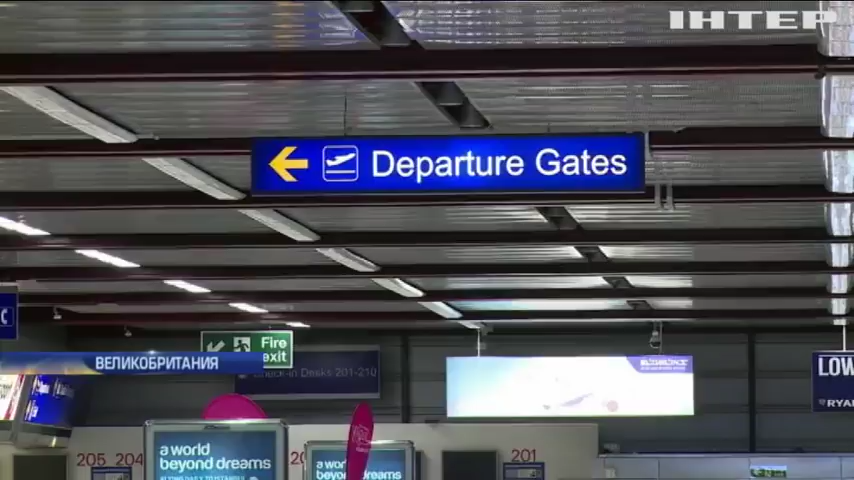 ІНТЕР
Departure Gates
C
Fire
exit
ВЕЛИКОБРИТАНИЯ
Check-in Desks 201-210
LOW
RYAN
205 204
201
a world
beyond dreams
a world
beyond dreams